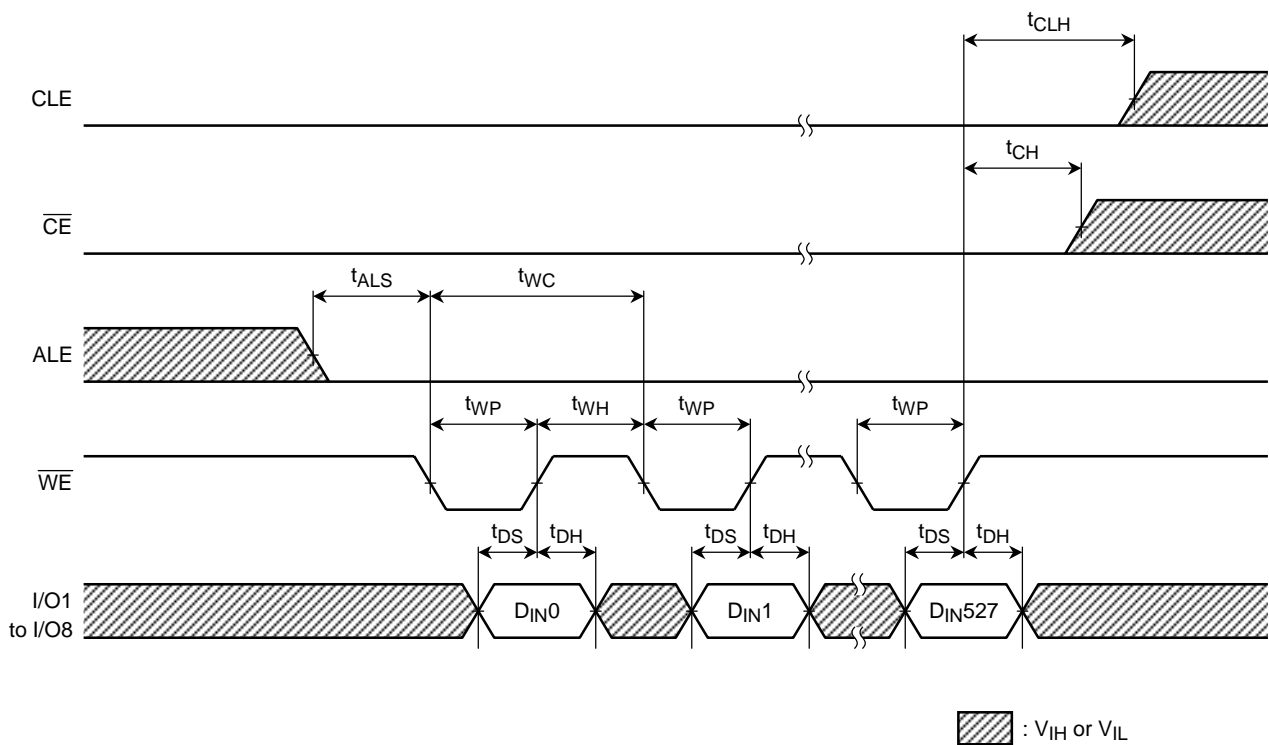 tCLH
CLE
tCH
CE
tALS
tWC
ALE
tWP
tWH
tWP
tWP
WE
tDS
tDH
tDS
tDH
tDS
tDH
I/O1
to I/O8
DIN0
DIN1
DIN527
: VIH or VIL